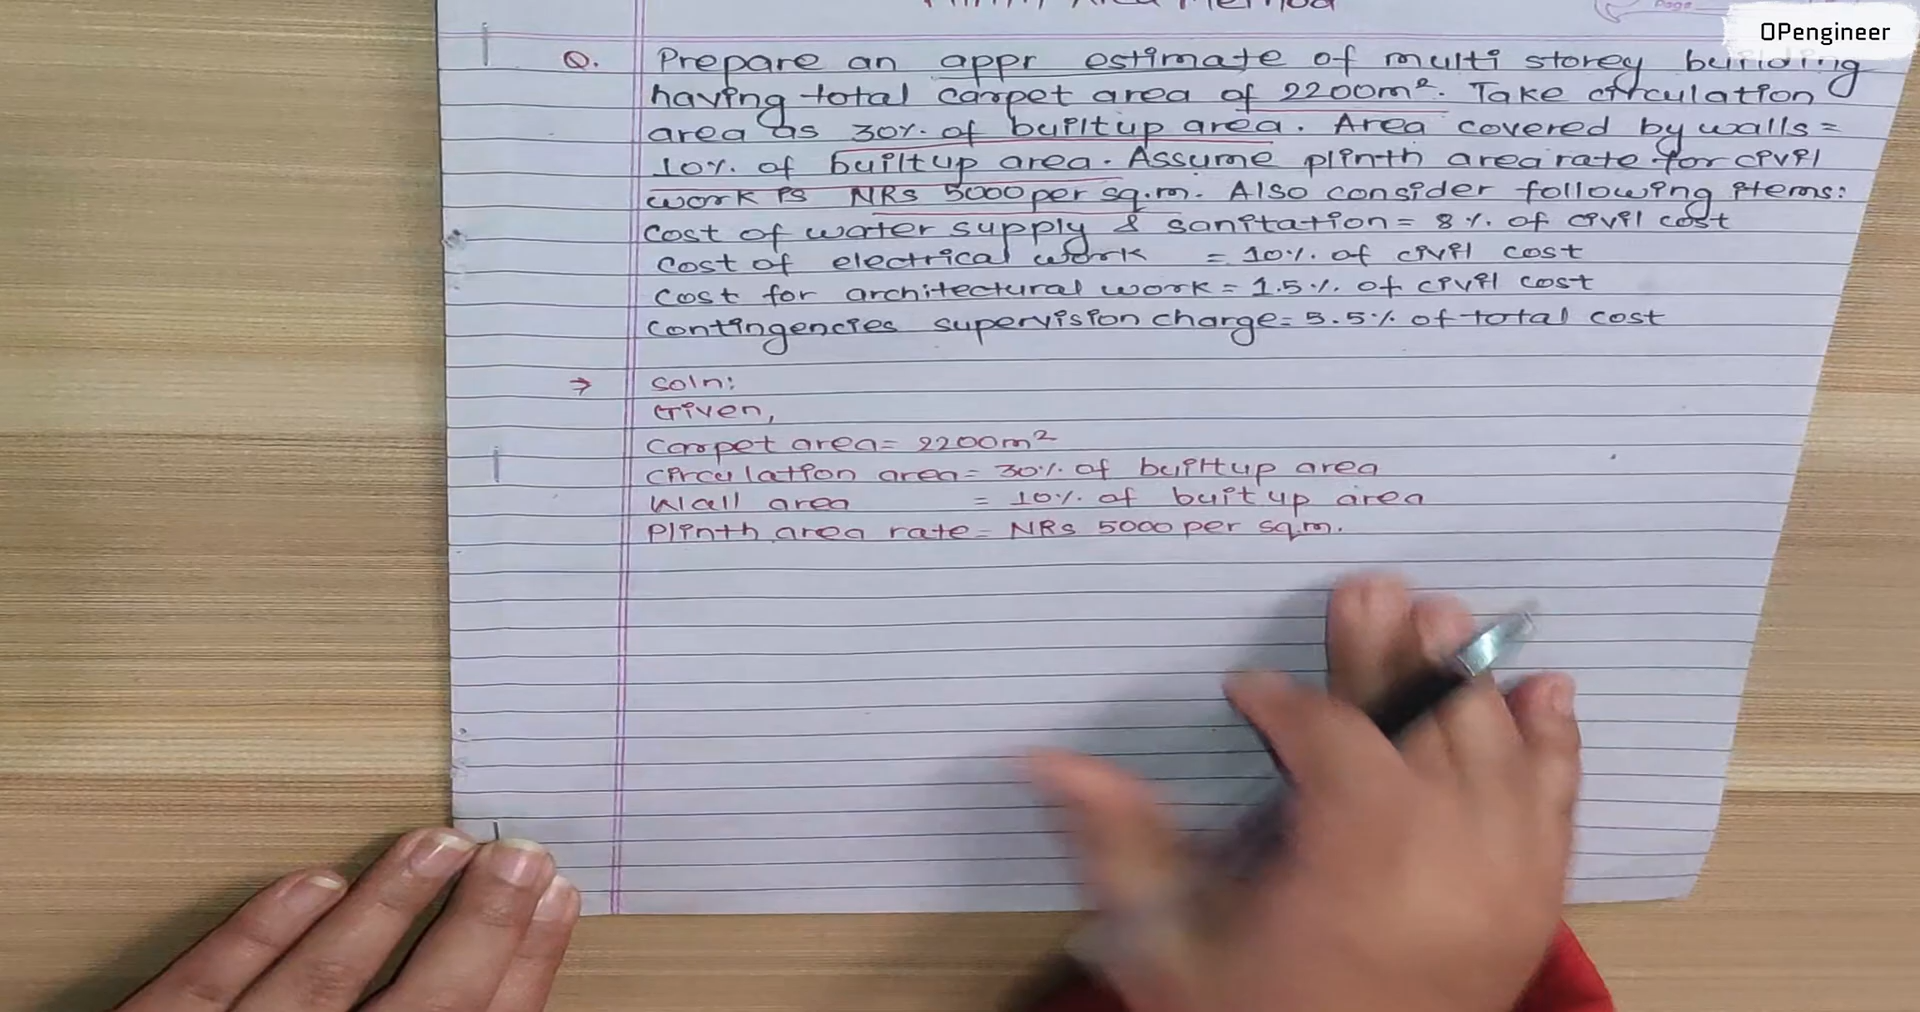 Plinth Area Method
Page
OPengineer
Q. Prepare an appr estimate of multi storey building
having total carpet area of 2200m². Take circulation
area as 30% of builtup area. Area covered by walls =
10% of builtup area. Assume plinth area rate for civil
work is NRs 5000 per sq.m. Also consider following items:
Cost of water supply & sanitation = 8% of civil cost
Cost of electrical work = 10% of civil cost
Cost for architectural work = 1.5% of civil cost
Contingencies supervision charge = 5.5% of total cost
→ Soln:
Given,
Carpet area = 2200m²
Circulation area = 30% of builtup area
Wall area = 10% of buitup area
Plinth area rate = NRs 5000 per sq.m.